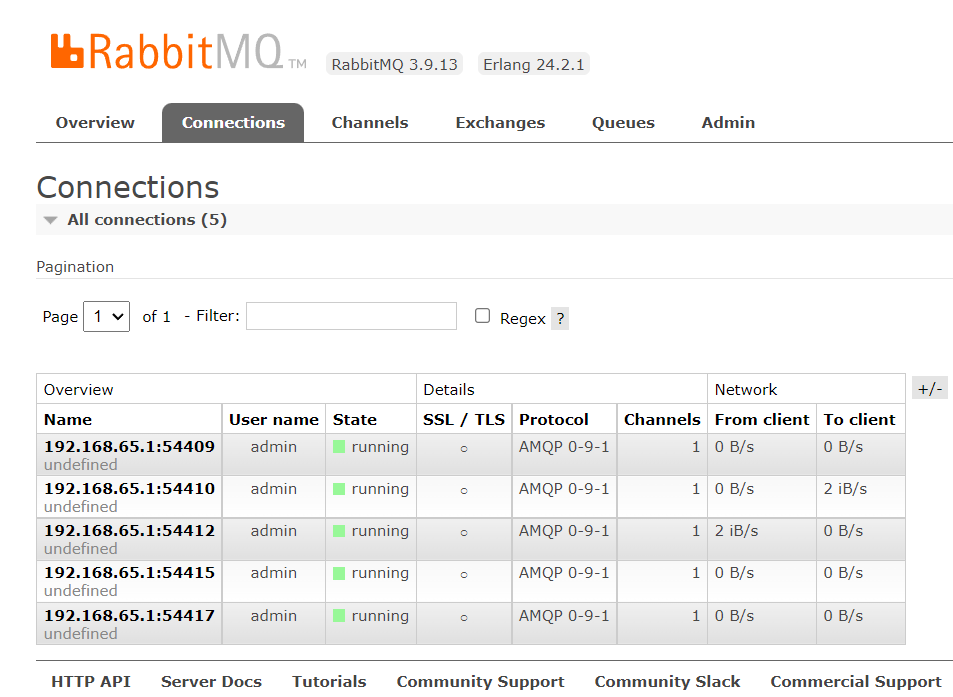 RabbitMQ TM RabbitMQ 3.9.13 Erlang 24.2.1
Overview Connections Channels Exchanges Queues Admin
Connections
All connections (5)
Pagination
Page 1 of 1 - Filter: Regex ?
Overview Details Network +/-
Name User name State SSL / TLS Protocol Channels From client To client
192.168.65.1:54409 admin running ○ AMQP 0-9-1 1 0 B/s 0 B/s
undefined
192.168.65.1:54410 admin running ○ AMQP 0-9-1 1 0 B/s 2 iB/s
undefined
192.168.65.1:54412 admin running ○ AMQP 0-9-1 1 2 iB/s 0 B/s
undefined
192.168.65.1:54415 admin running ○ AMQP 0-9-1 1 0 B/s 0 B/s
undefined
192.168.65.1:54417 admin running ○ AMQP 0-9-1 1 0 B/s 0 B/s
undefined
HTTP API Server Docs Tutorials Community Support Community Slack Commercial Support